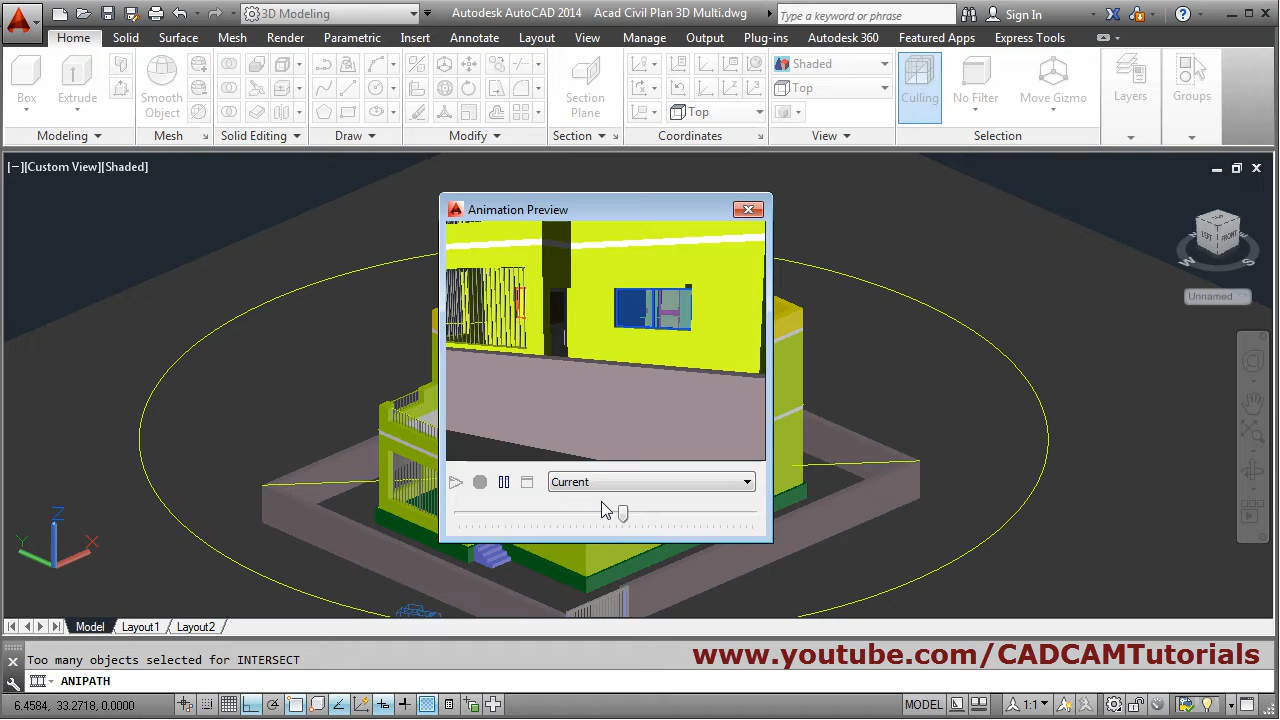 3D Modeling
Autodesk AutoCAD 2014 Acad Civil Plan 3D Multi.dwg
Type a keyword or phrase
Sign In
Home Solid Surface Mesh Render Parametric Insert Annotate Layout View Manage Output Plug-ins Autodesk 360 Featured Apps Express Tools
Box
Extrude
Smooth
Object
Section
Plane
Top
Shaded
Top
Culling
No Filter
Move Gizmo
Layers
Groups
Modeling
Mesh
Solid Editing
Draw
Modify
Section
Coordinates
View
Selection
[−][Custom View][Shaded]
Animation Preview
Current
LEFT
FRONT
W
S
Unnamed
Z
Y
X
Model Layout1 Layout2
Too many objects selected for INTERSECT
ANIPATH
www.youtube.com/CADCAMTutorials
6.4584, 33.2718, 0.0000
MODEL
1:1